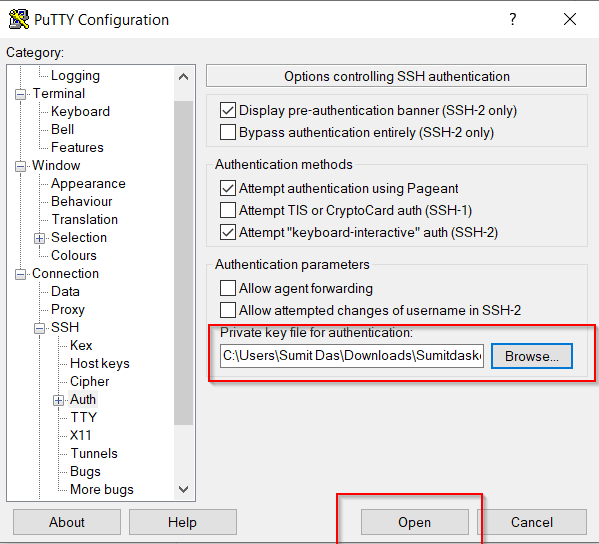 PuTTY Configuration
?
Category:
Logging
Terminal
Keyboard
Bell
Features
Window
Appearance
Behaviour
Translation
Selection
Colours
Connection
Data
Proxy
SSH
Kex
Host keys
Cipher
Auth
TTY
X11
Tunnels
Bugs
More bugs
Options controlling SSH authentication
Display pre-authentication banner (SSH-2 only)
Bypass authentication entirely (SSH-2 only)
Authentication methods
Attempt authentication using Pageant
Attempt TIS or CryptoCard auth (SSH-1)
Attempt "keyboard-interactive" auth (SSH-2)
Authentication parameters
Allow agent forwarding
Allow attempted changes of username in SSH-2
Private key file for authentication:
C:\Users\Sumit Das\Downloads\Sumitdaske Browse...
About Help Open Cancel